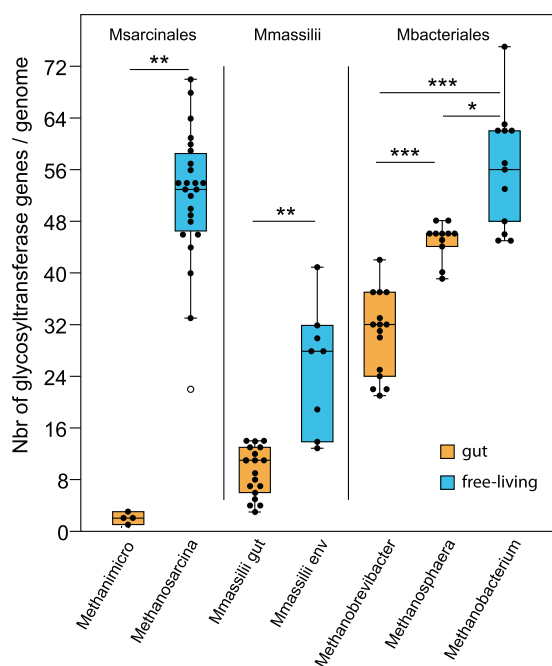 Msarcinales Mmassilii Mbacteriales
** *** * *** **
Nbr of glycosyltransferase genes / genome
72
64
56
48
40
32
24
16
8
0
gut
free-living
Methanimicro
Methanosarcina
Mmassilii gut
Mmassilii env
Methanobrevibacter
Methanosphaera
Methanobacterium